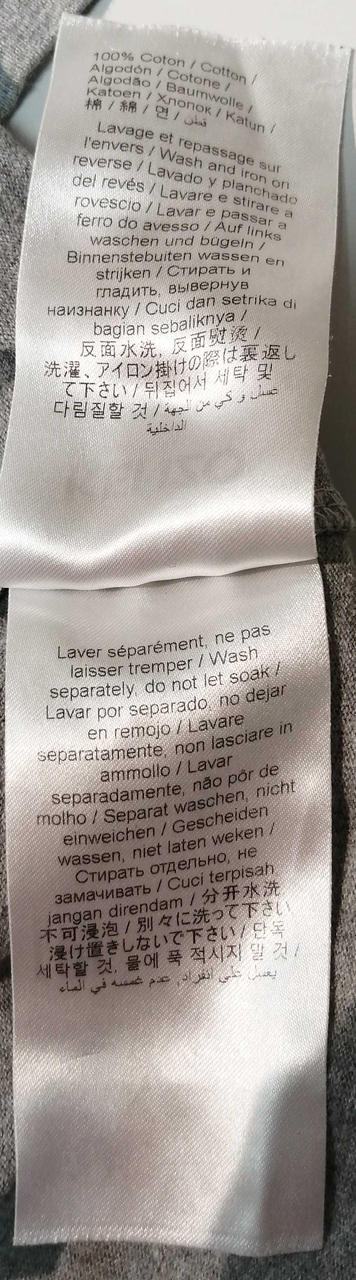 100% Coton / Cotton /
Algodón / Cotone /
Algodão / Baumwolle /
Katoen / Хлопок / Katun /
棉 / 綿 / 면 / قطن
Lavage et repassage sur
l'envers / Wash and iron on
reverse / Lavado y planchado
del revés / Lavare e stirare a
rovescio / Lavar e passar a
ferro do avesso / Auf links
waschen und bügeln /
Binnenstebuiten wassen en
strijken / Стирать и
гладить, вывернув
наизнанку / Cuci dan setrika di
bagian sebaliknya /
反面水洗, 反面熨烫 /
洗濯、アイロン掛けの際は裏返し
て下さい / 뒤집어서 세탁 및
다림질할 것 / غسل و كي من الجهة
الداخلية
Laver séparément, ne pas
laisser tremper / Wash
separately, do not let soak /
Lavar por separado, no dejar
en remojo / Lavare
separatamente, non lasciare in
ammollo / Lavar
separadamente, não pôr de
molho / Separat waschen, nicht
einweichen / Gescheiden
wassen, niet laten weken /
Стирать отдельно, не
замачивать / Cuci terpisah
jangan direndam / 分开水洗
不可浸泡 / 別々に洗って下さい
浸け置きしないで下さい / 단독
세탁할 것, 물에 푹 적시지 말 것 /
يغسل على انفراد, عدم غمسه في الماء